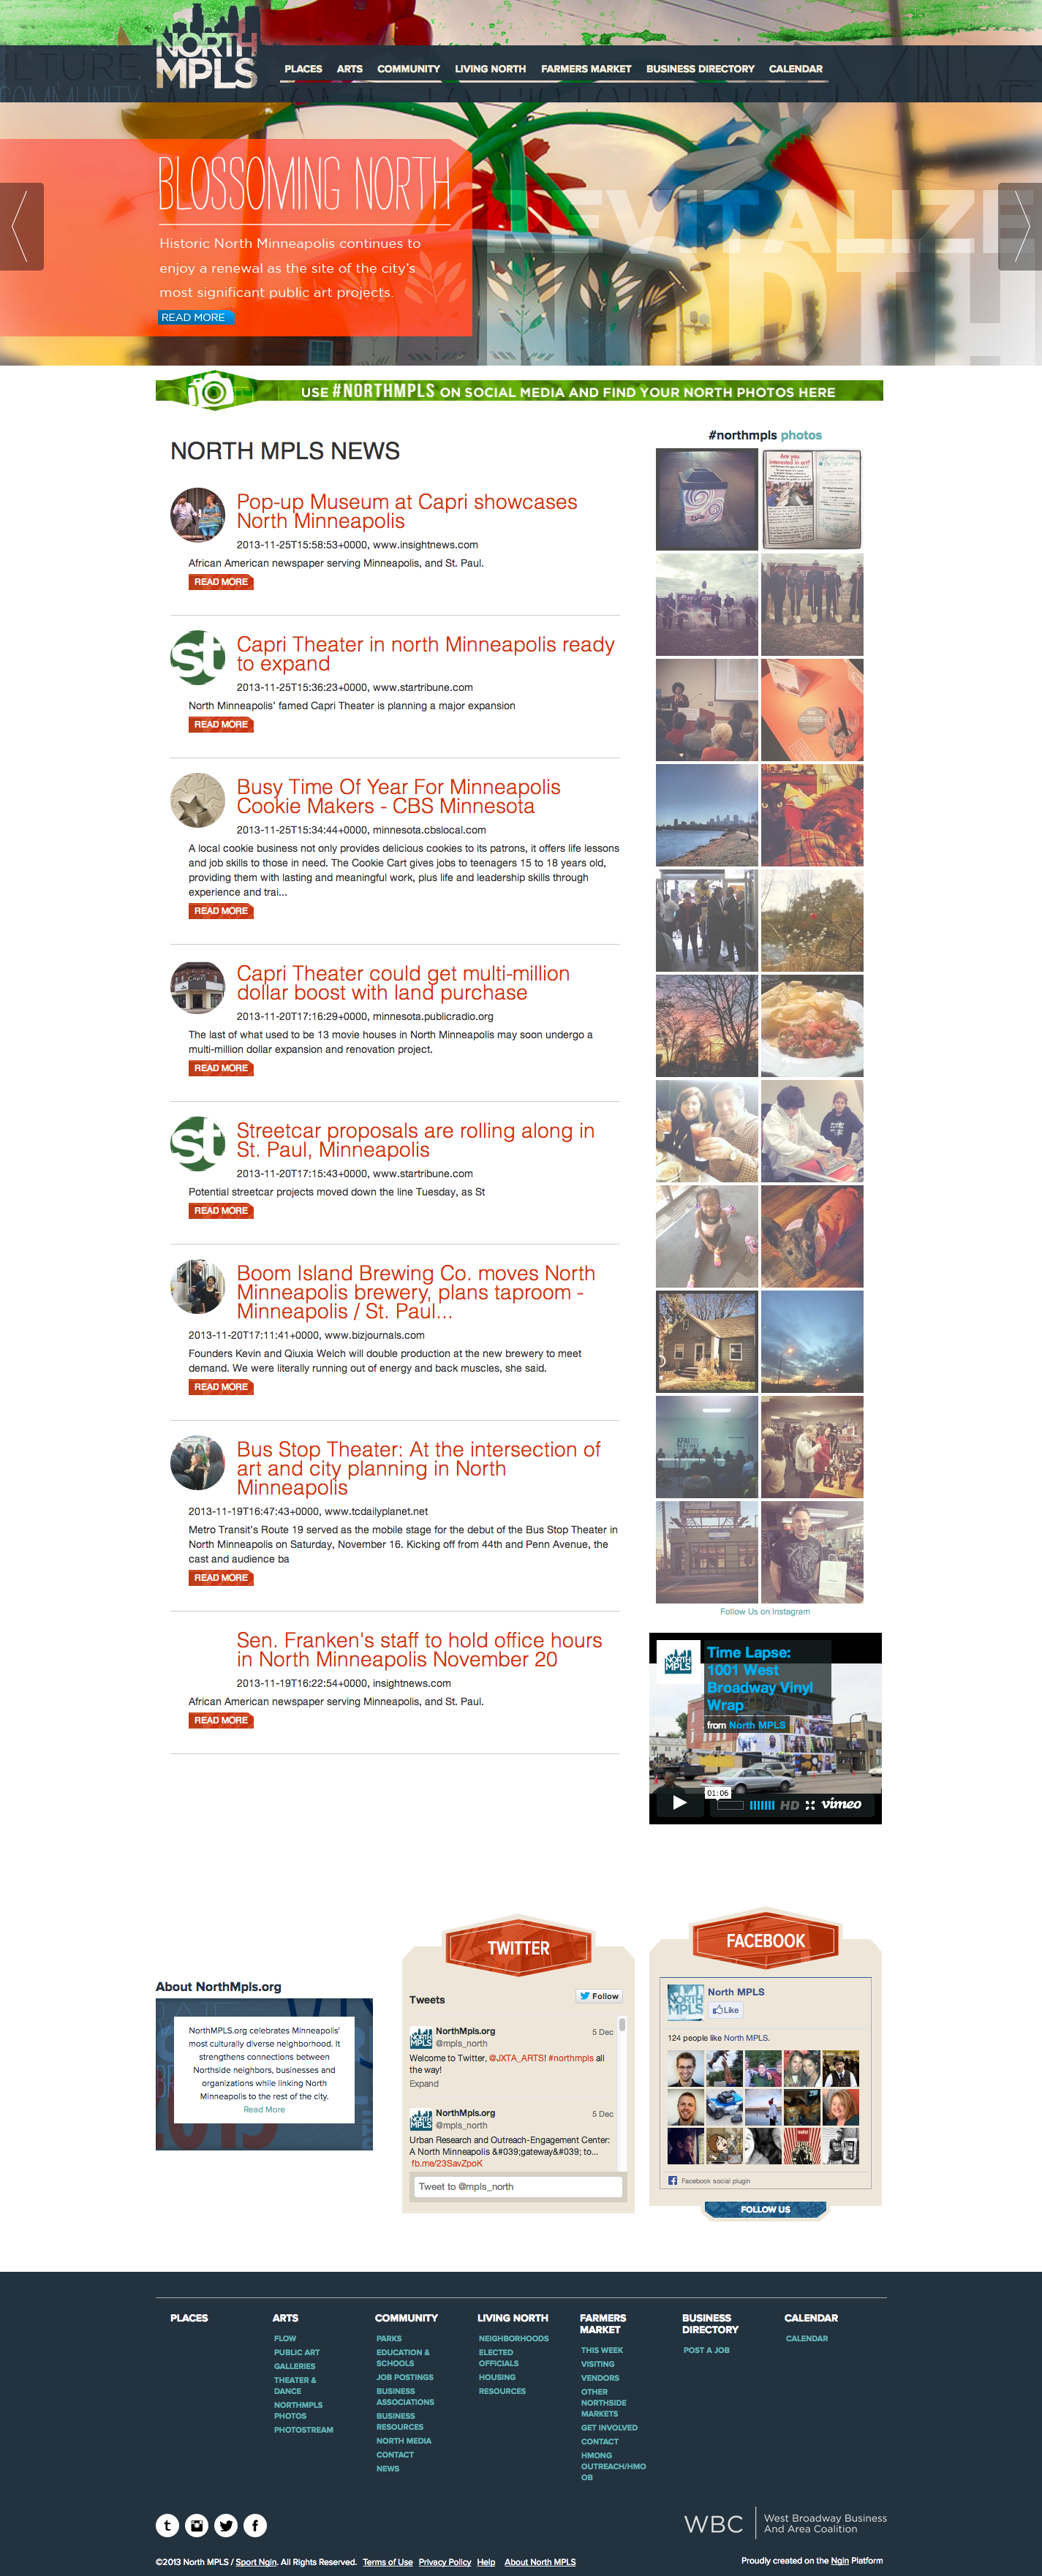 NORTH
MPLS
PLACES ARTS COMMUNITY LIVING NORTH FARMERS MARKET BUSINESS DIRECTORY CALENDAR
BLOSSOMING NORTH
REVITALIZE
Historic North Minneapolis continues to
enjoy a renewal as the site of the city's
most significant public art projects.
READ MORE
USE #NORTHMPLS ON SOCIAL MEDIA AND FIND YOUR NORTH PHOTOS HERE
NORTH MPLS NEWS
Pop-up Museum at Capri showcases
North Minneapolis
2013-11-25T15:58:53+0000, www.insightnews.com
African American newspaper serving Minneapolis, and St. Paul.
READ MORE
st
Capri Theater in north Minneapolis ready
to expand
2013-11-25T15:36:23+0000, www.startribune.com
North Minneapolis' famed Capri Theater is planning a major expansion
READ MORE
Busy Time Of Year For Minneapolis
Cookie Makers - CBS Minnesota
2013-11-25T15:34:44+0000, minnesota.cbslocal.com
A local cookie business not only provides delicious cookies to its patrons, it offers life lessons
and job skills to those in need. The Cookie Cart gives jobs to teenagers 15 to 18 years old,
providing them with lasting and meaningful work, plus life and leadership skills through
experience and trai...
READ MORE
Capri Theater could get multi-million
dollar boost with land purchase
2013-11-20T17:16:29+0000, minnesota.publicradio.org
The last of what used to be 13 movie houses in North Minneapolis may soon undergo a
multi-million dollar expansion and renovation project.
READ MORE
st
Streetcar proposals are rolling along in
St. Paul, Minneapolis
2013-11-20T17:15:43+0000, www.startribune.com
Potential streetcar projects moved down the line Tuesday, as St
READ MORE
Boom Island Brewing Co. moves North
Minneapolis brewery, plans taproom -
Minneapolis / St. Paul...
2013-11-20T17:11:41+0000, www.bizjournals.com
Founders Kevin and Qiuxia Welch will double production at the new brewery to meet
demand. We were literally running out of energy and back muscles, she said.
READ MORE
Bus Stop Theater: At the intersection of
art and city planning in North
Minneapolis
2013-11-19T16:47:43+0000, www.tcdailyplanet.net
Metro Transit's Route 19 served as the mobile stage for the debut of the Bus Stop Theater in
North Minneapolis on Saturday, November 16. Kicking off from 44th and Penn Avenue, the
cast and audience ba
READ MORE
Sen. Franken's staff to hold office hours
in North Minneapolis November 20
2013-11-19T16:22:54+0000, insightnews.com
African American newspaper serving Minneapolis, and St. Paul.
READ MORE
#northmpls photos
Are you
interested in art?
KFAI
Follow Us on Instagram
NORTH
MPLS
Time Lapse:
1001 West
Broadway Vinyl
Wrap
from North MPLS
01:06
HD vimeo
About NorthMpls.org
NorthMPLS.org celebrates Minneapolis'
most culturally diverse neighborhood. It
strengthens connections between
Northside neighbors, businesses and
organizations while linking North
Minneapolis to the rest of the city.
Read More
TWITTER
Tweets
Follow
NorthMpls.org 5 Dec
@mpls_north
Welcome to Twitter, @JXTA_ARTS! #northmpls all
the way!
Expand
NorthMpls.org 5 Dec
@mpls_north
Urban Research and Outreach-Engagement Center:
A North Minneapolis &#039;gateway&#039; to...
fb.me/23SavZpoK
Tweet to @mpls_north
FACEBOOK
North MPLS
Like
124 people like North MPLS.
Facebook social plugin
FOLLOW US
PLACES
ARTS
FLOW
PUBLIC ART
GALLERIES
THEATER &
DANCE
NORTHMPLS
PHOTOS
PHOTOSTREAM
COMMUNITY
PARKS
EDUCATION &
SCHOOLS
JOB POSTINGS
BUSINESS
ASSOCIATIONS
BUSINESS
RESOURCES
NORTH MEDIA
CONTACT
NEWS
LIVING NORTH
NEIGHBORHOODS
ELECTED
OFFICIALS
HOUSING
RESOURCES
FARMERS
MARKET
THIS WEEK
VISITING
VENDORS
OTHER
NORTHSIDE
MARKETS
GET INVOLVED
CONTACT
HMONG
OUTREACH/HMO
OB
BUSINESS
DIRECTORY
POST A JOB
CALENDAR
CALENDAR
WBC West Broadway Business
And Area Coalition
©2013 North MPLS / Sport Ngin. All Rights Reserved. Terms of Use Privacy Policy Help About North MPLS
Proudly created on the Ngin Platform